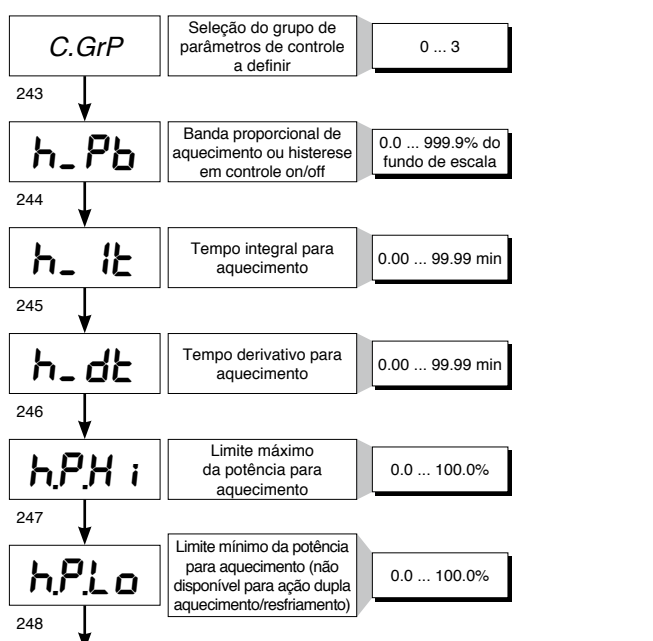 C.GrP
Seleção do grupo de
parâmetros de controle
a definir
0 ... 3
243
h_Pb
Banda proporcional de
aquecimento ou histerese
em controle on/off
0.0 ... 999.9% do
fundo de escala
244
h_ It
Tempo integral para
aquecimento
0.00 ... 99.99 min
245
h_dt
Tempo derivativo para
aquecimento
0.00 ... 99.99 min
246
h.P.H i
Limite máximo
da potência para
aquecimento
0.0 ... 100.0%
247
h.P.Lo
Limite mínimo da potência
para aquecimento (não
disponível para ação dupla
aquecimento/resfriamento)
0.0 ... 100.0%
248